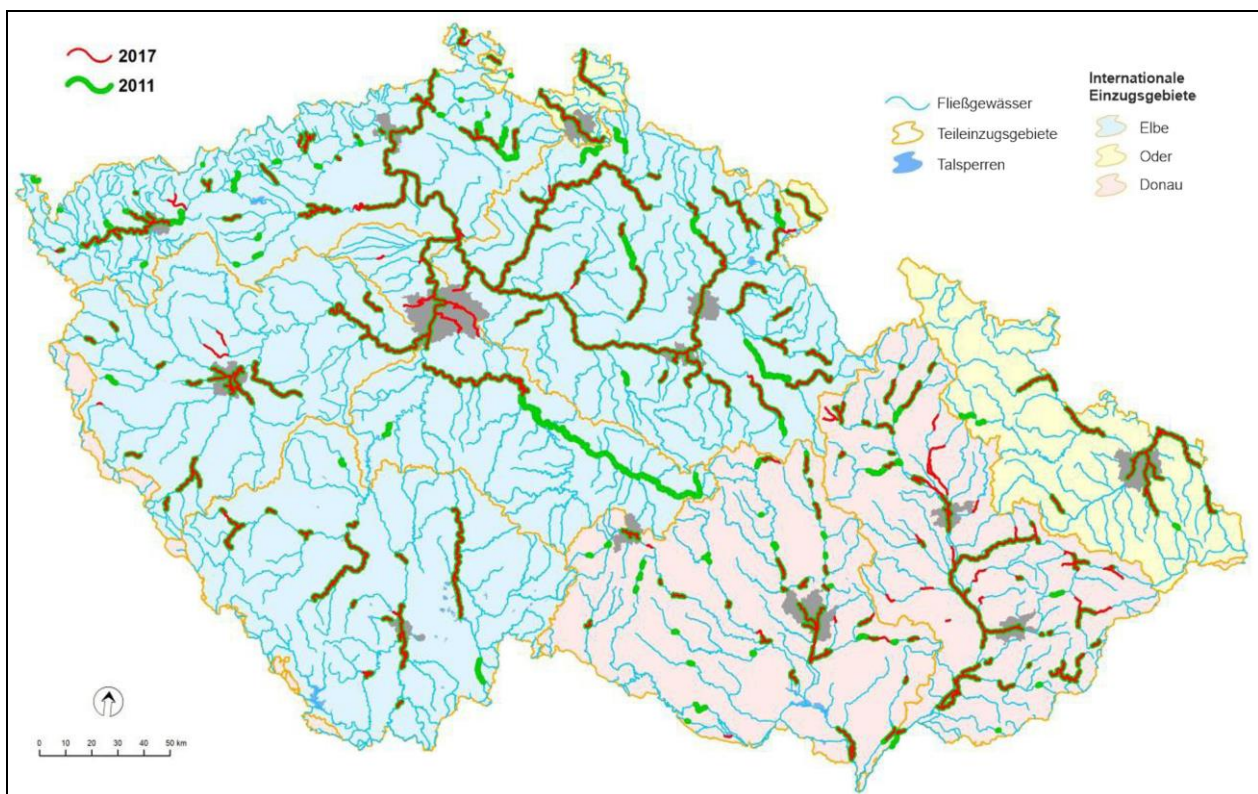 2017
2011
Fließgewässer
Teileinzugsgebiete
Talsperren
Internationale
Einzugsgebiete
Elbe
Oder
Donau
0 10 20 30 40 50 km